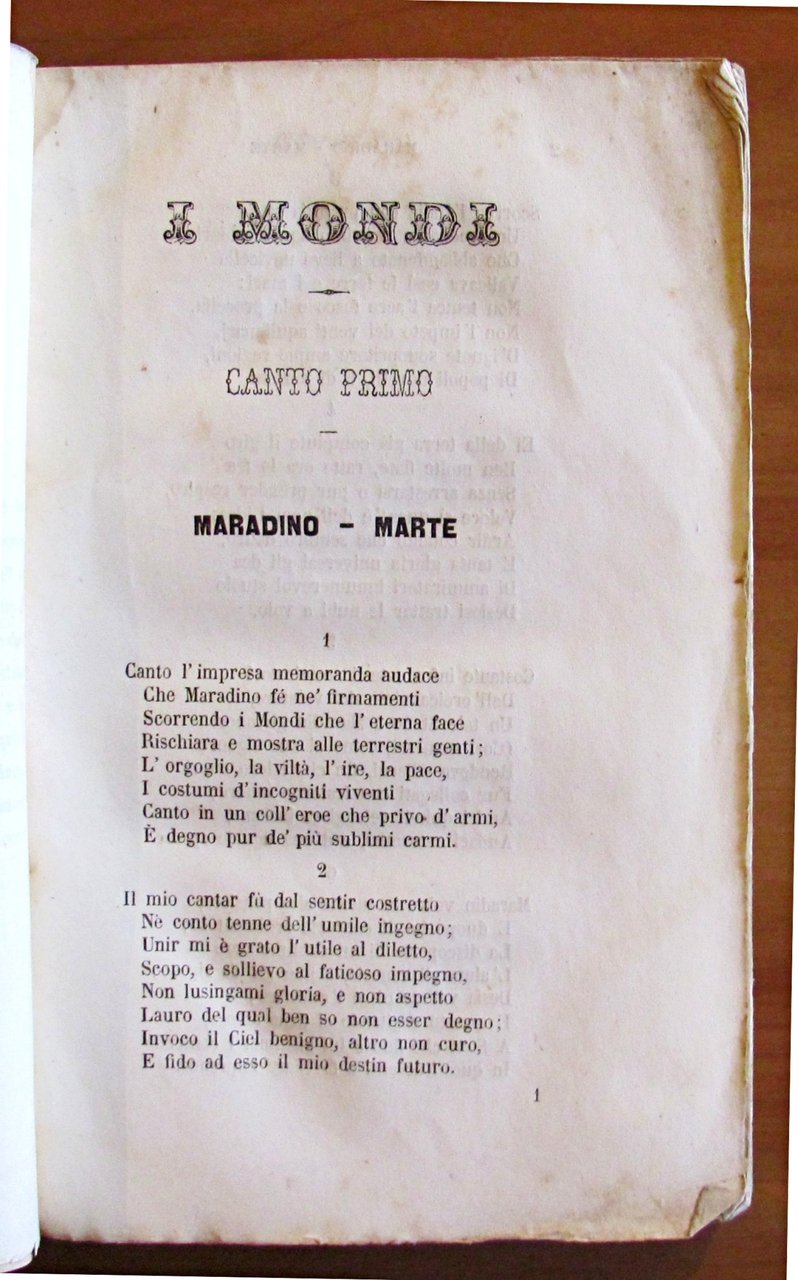 I MONDI
CANTO PRIMO
MARADINO – MARTE
1
Canto l' impresa memoranda audace
Che Maradino fé ne' firmamenti
Scorrendo i Mondi che l' eterna face
Rischiara e mostra alle terrestri genti;
L' orgoglio, la viltà, l' ire, la pace,
I costumi d' incogniti viventi
Canto in un coll' eroe che privo d' armi,
È degno pur de' più sublimi carmi.
2
Il mio cantar fù dal sentir costretto
Nè conto tenne dell' umile ingegno;
Unir mi è grato l' utile al diletto,
Scopo, e sollievo al faticoso impegno,
Non lusingami gloria, e non aspetto
Lauro del qual ben so non esser degno;
Invoco il Ciel benigno, altro non curo,
E fido ad esso il mio destin futuro.
1